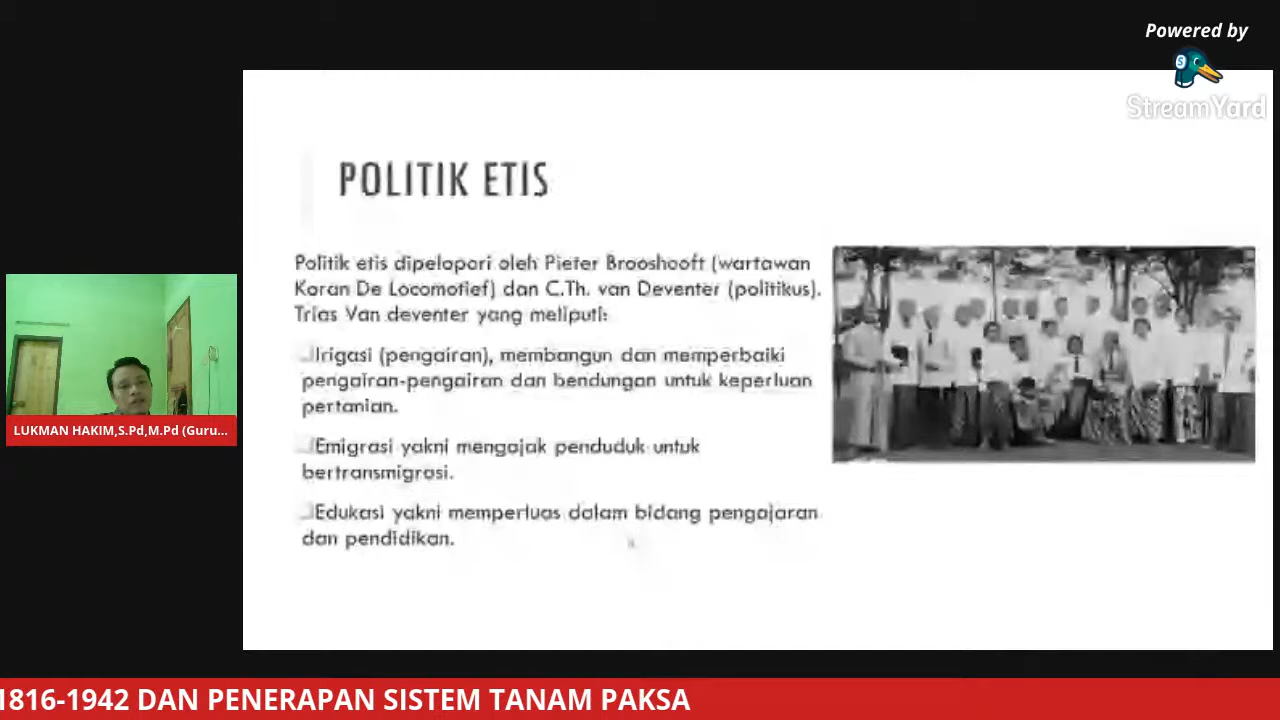 Powered by
StreamYard
POLITIK ETIS
Politik etis dipelopori oleh Pieter Brooshooft (wartawan
Koran De Locomotief) dan C.Th. van Deventer (politikus).
Trias Van deventer yang meliputi:
Irigasi (pengairan), membangun dan memperbaiki
pengairan-pengairan dan bendungan untuk keperluan
pertanian.
Emigrasi yakni mengajak penduduk untuk
bertransmigrasi.
Edukasi yakni memperluas dalam bidang pengajaran
dan pendidikan.
LUKMAN HAKIM,S.Pd,M.Pd (Guru...
1816-1942 DAN PENERAPAN SISTEM TANAM PAKSA